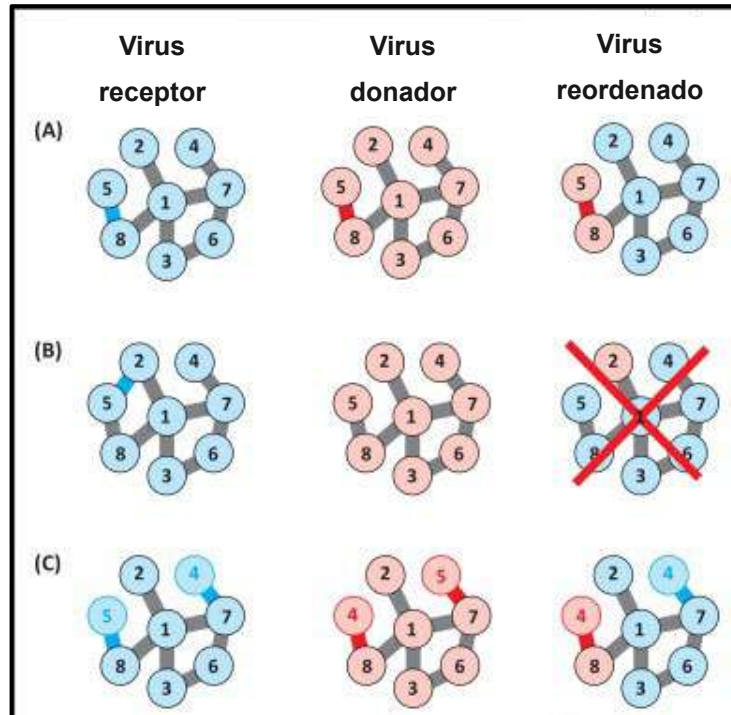 Virus receptor
Virus donador
Virus reordenado
(A)
2 4 5 1 7 8 6 3
2 4 5 1 7 8 6 3
2 4 5 1 7 8 6 3
(B)
2 4 5 1 7 8 6 3
2 4 5 1 7 8 6 3
2 4 5 7 8 6 3
(C)
2 4 5 1 7 8 6 3
2 5 4 1 7 8 6 3
2 4 4 1 7 8 6 3